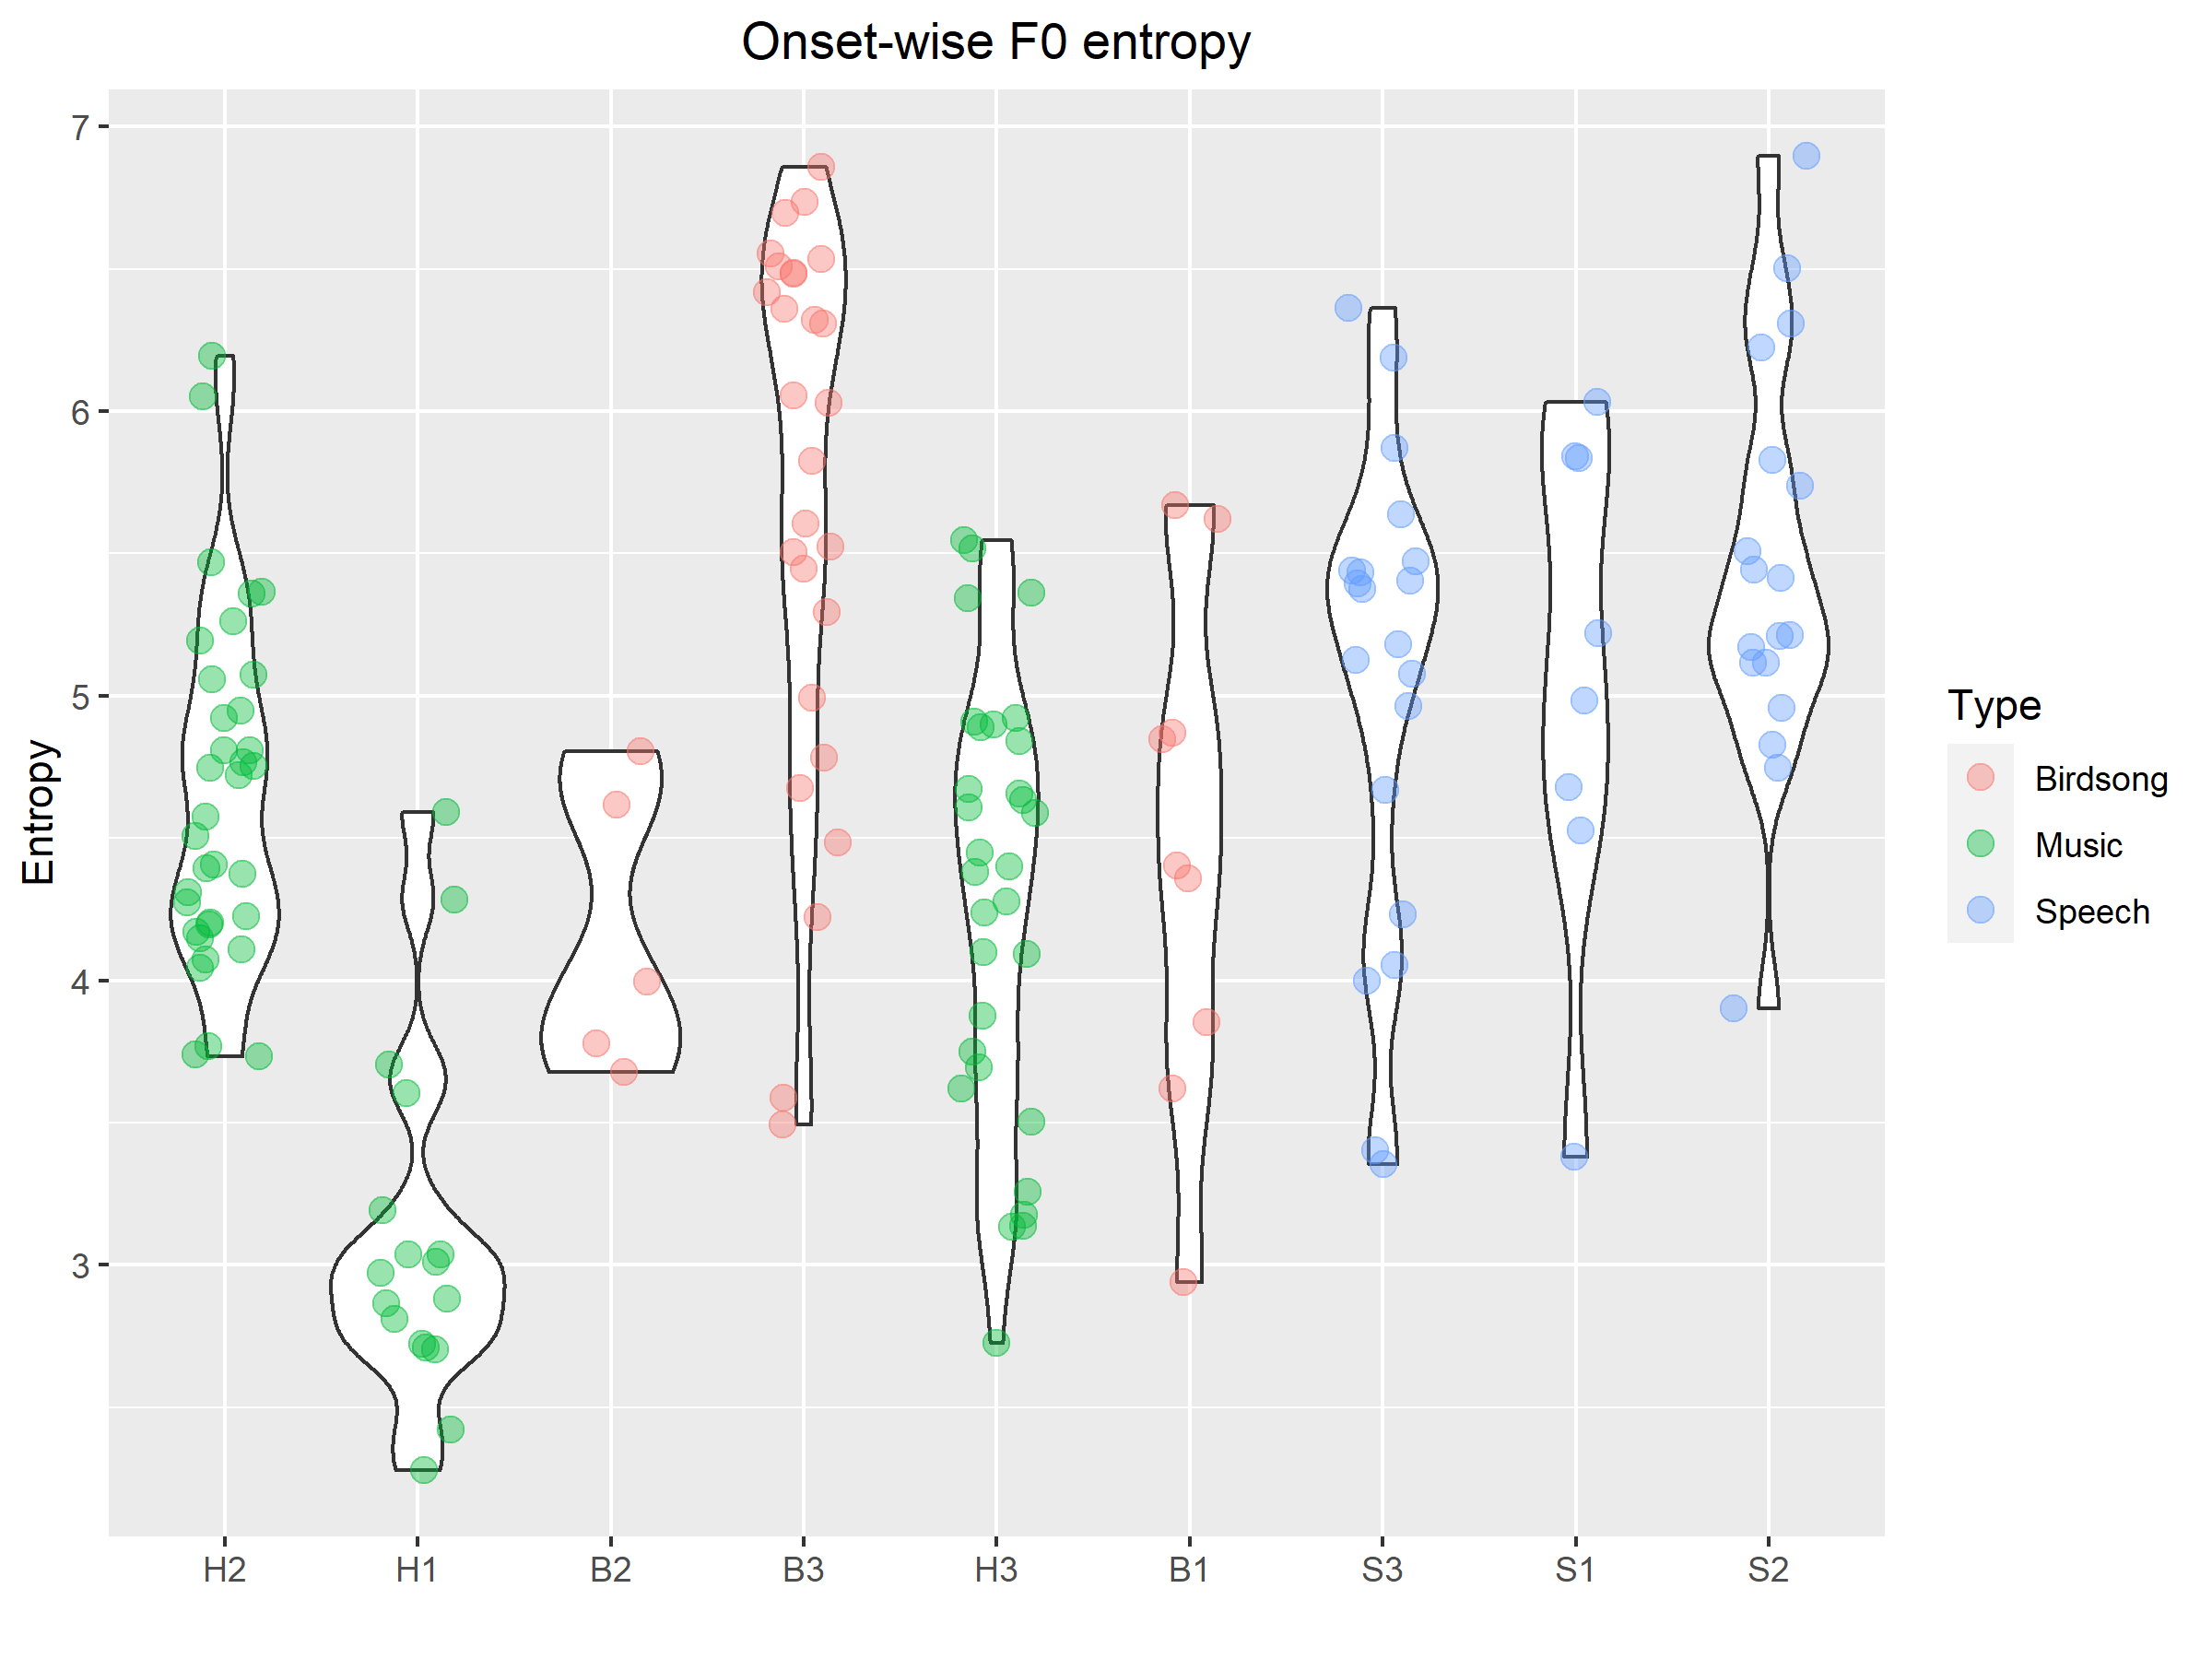 Onset-wise F0 entropy
7
6
5
4
3
Entropy
H2 H1 B2 B3 H3 B1 S3 S1 S2
Type
Birdsong
Music
Speech